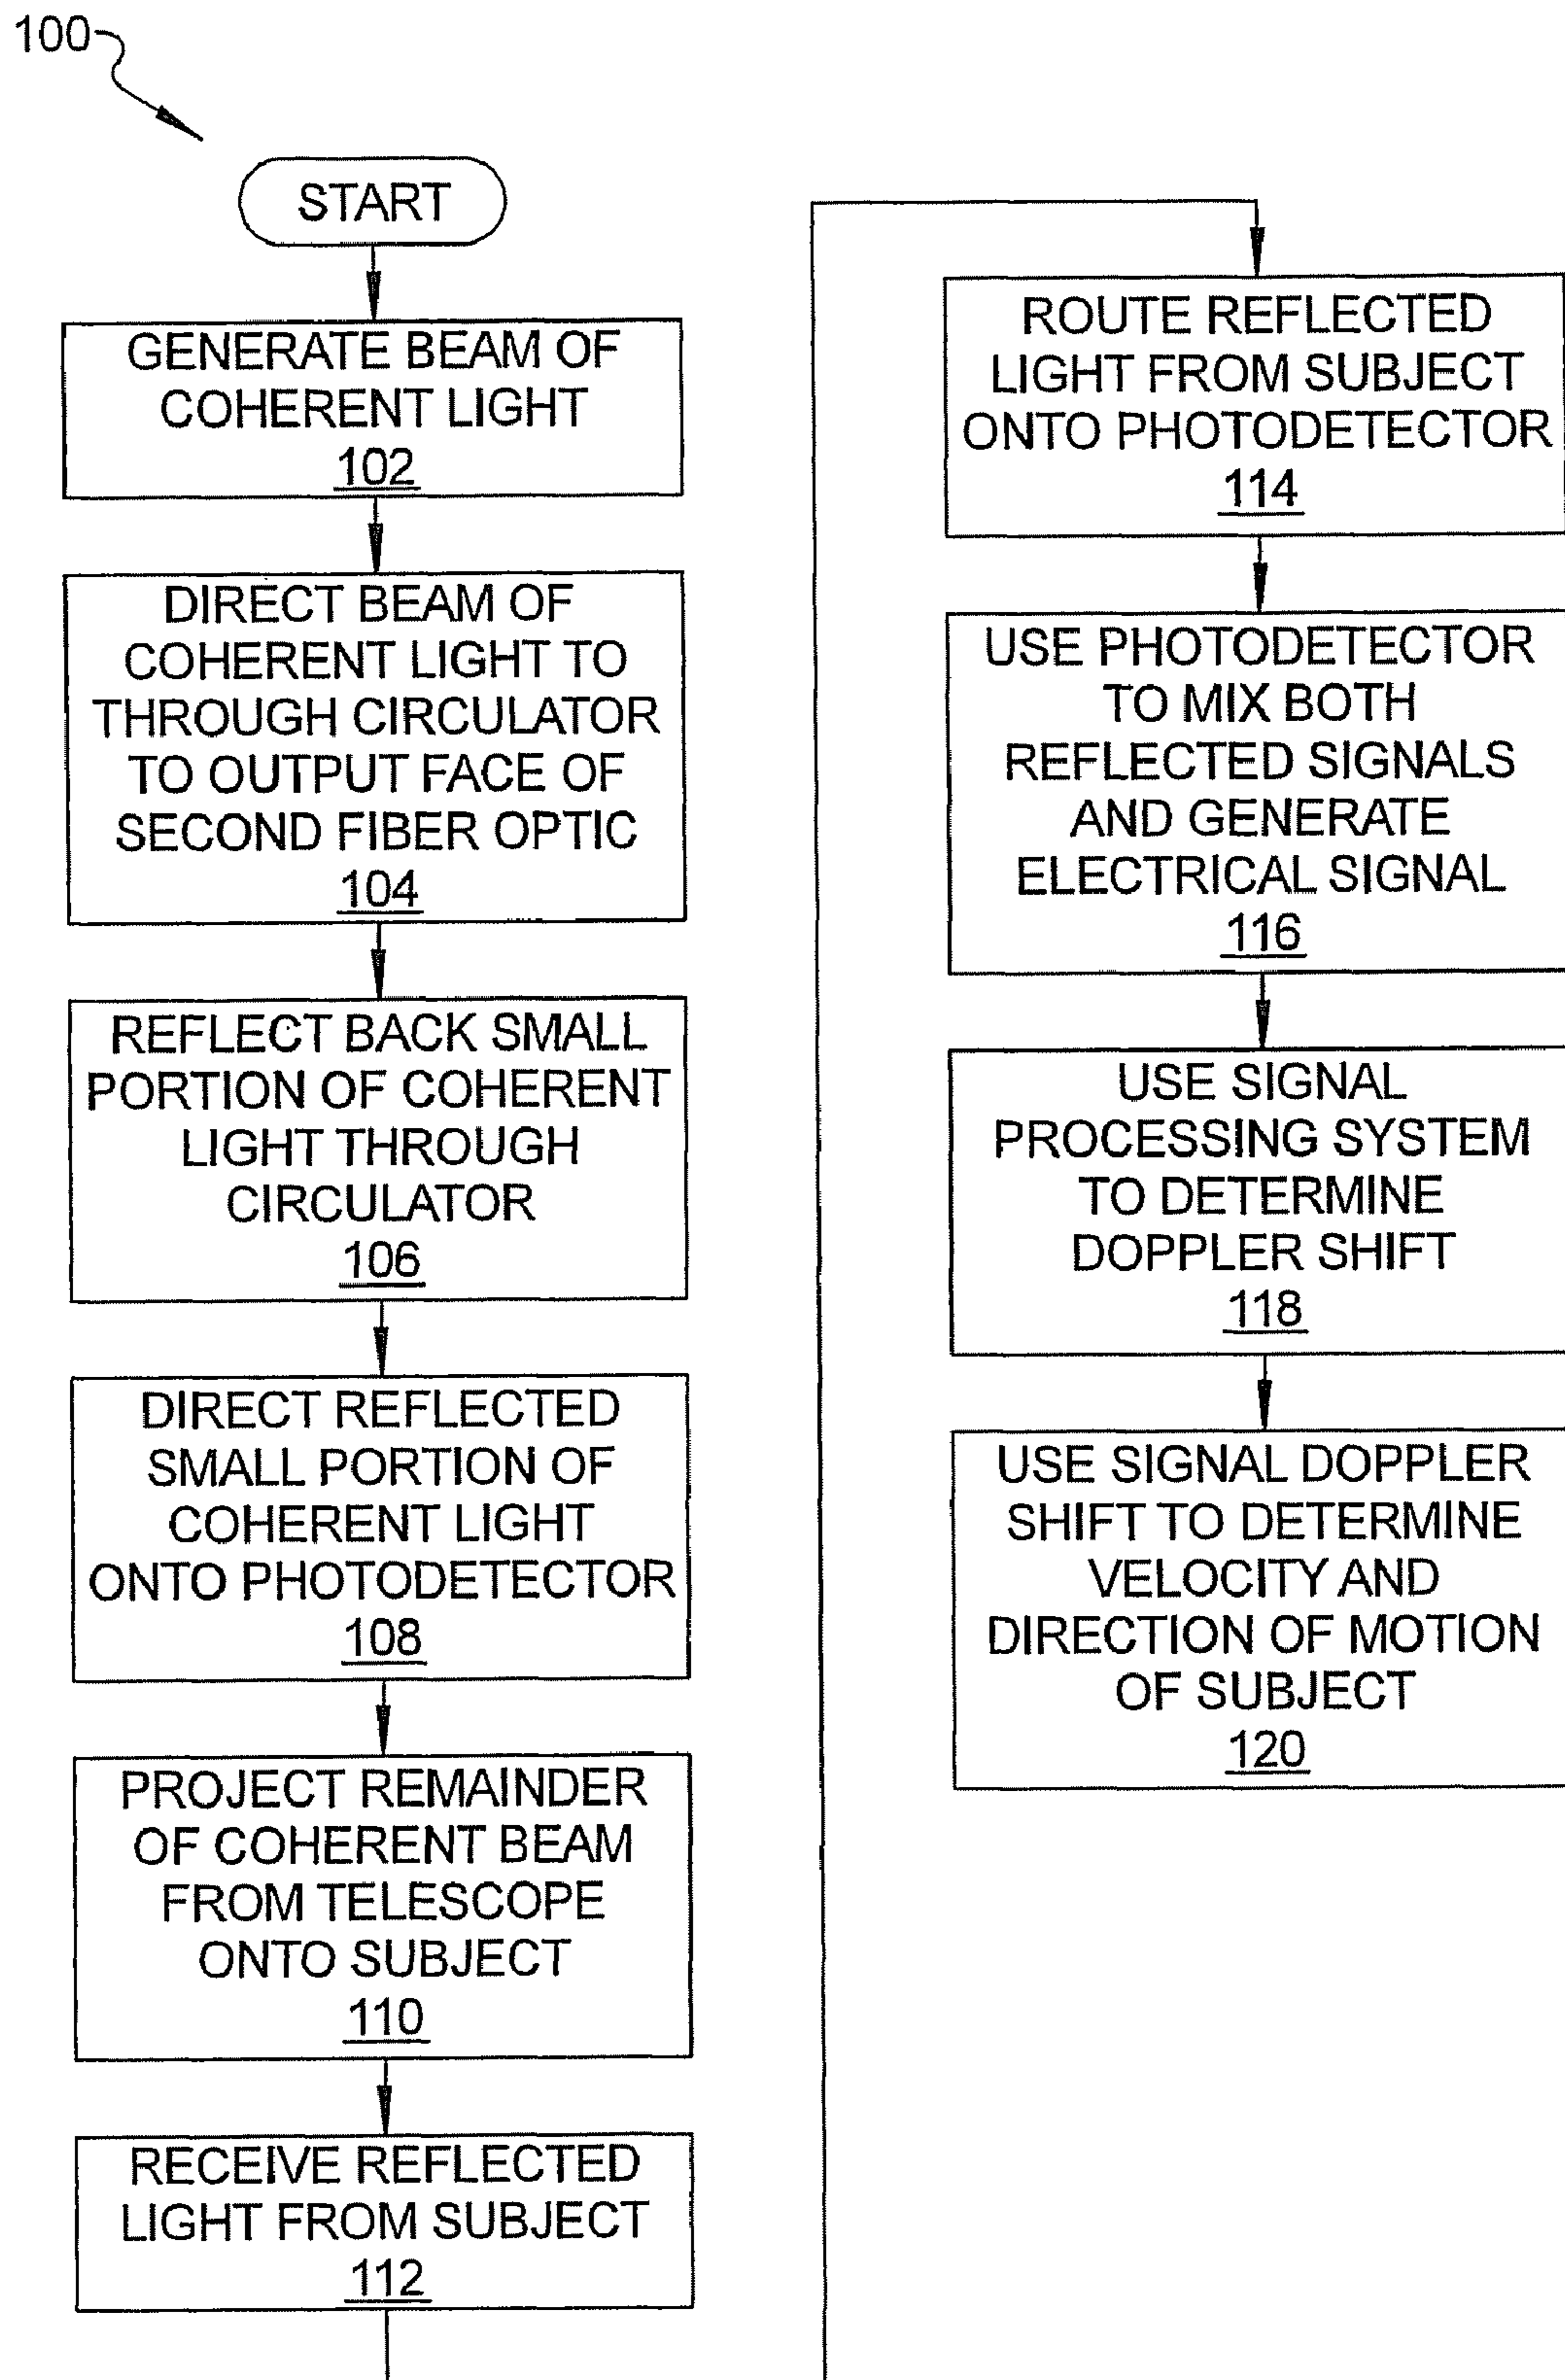 100
START
GENERATE BEAM OF
COHERENT LIGHT
102
DIRECT BEAM OF
COHERENT LIGHT TO
THROUGH CIRCULATOR
TO OUTPUT FACE OF
SECOND FIBER OPTIC
104
REFLECT BACK SMALL
PORTION OF COHERENT
LIGHT THROUGH
CIRCULATOR
106
DIRECT REFLECTED
SMALL PORTION OF
COHERENT LIGHT
ONTO PHOTODETECTOR
108
PROJECT REMAINDER
OF COHERENT BEAM
FROM TELESCOPE
ONTO SUBJECT
110
RECEIVE REFLECTED
LIGHT FROM SUBJECT
112
ROUTE REFLECTED
LIGHT FROM SUBJECT
ONTO PHOTODETECTOR
114
USE PHOTODETECTOR
TO MIX BOTH
REFLECTED SIGNALS
AND GENERATE
ELECTRICAL SIGNAL
116
USE SIGNAL
PROCESSING SYSTEM
TO DETERMINE
DOPPLER SHIFT
118
USE SIGNAL DOPPLER
SHIFT TO DETERMINE
VELOCITY AND
DIRECTION OF MOTION
OF SUBJECT
120